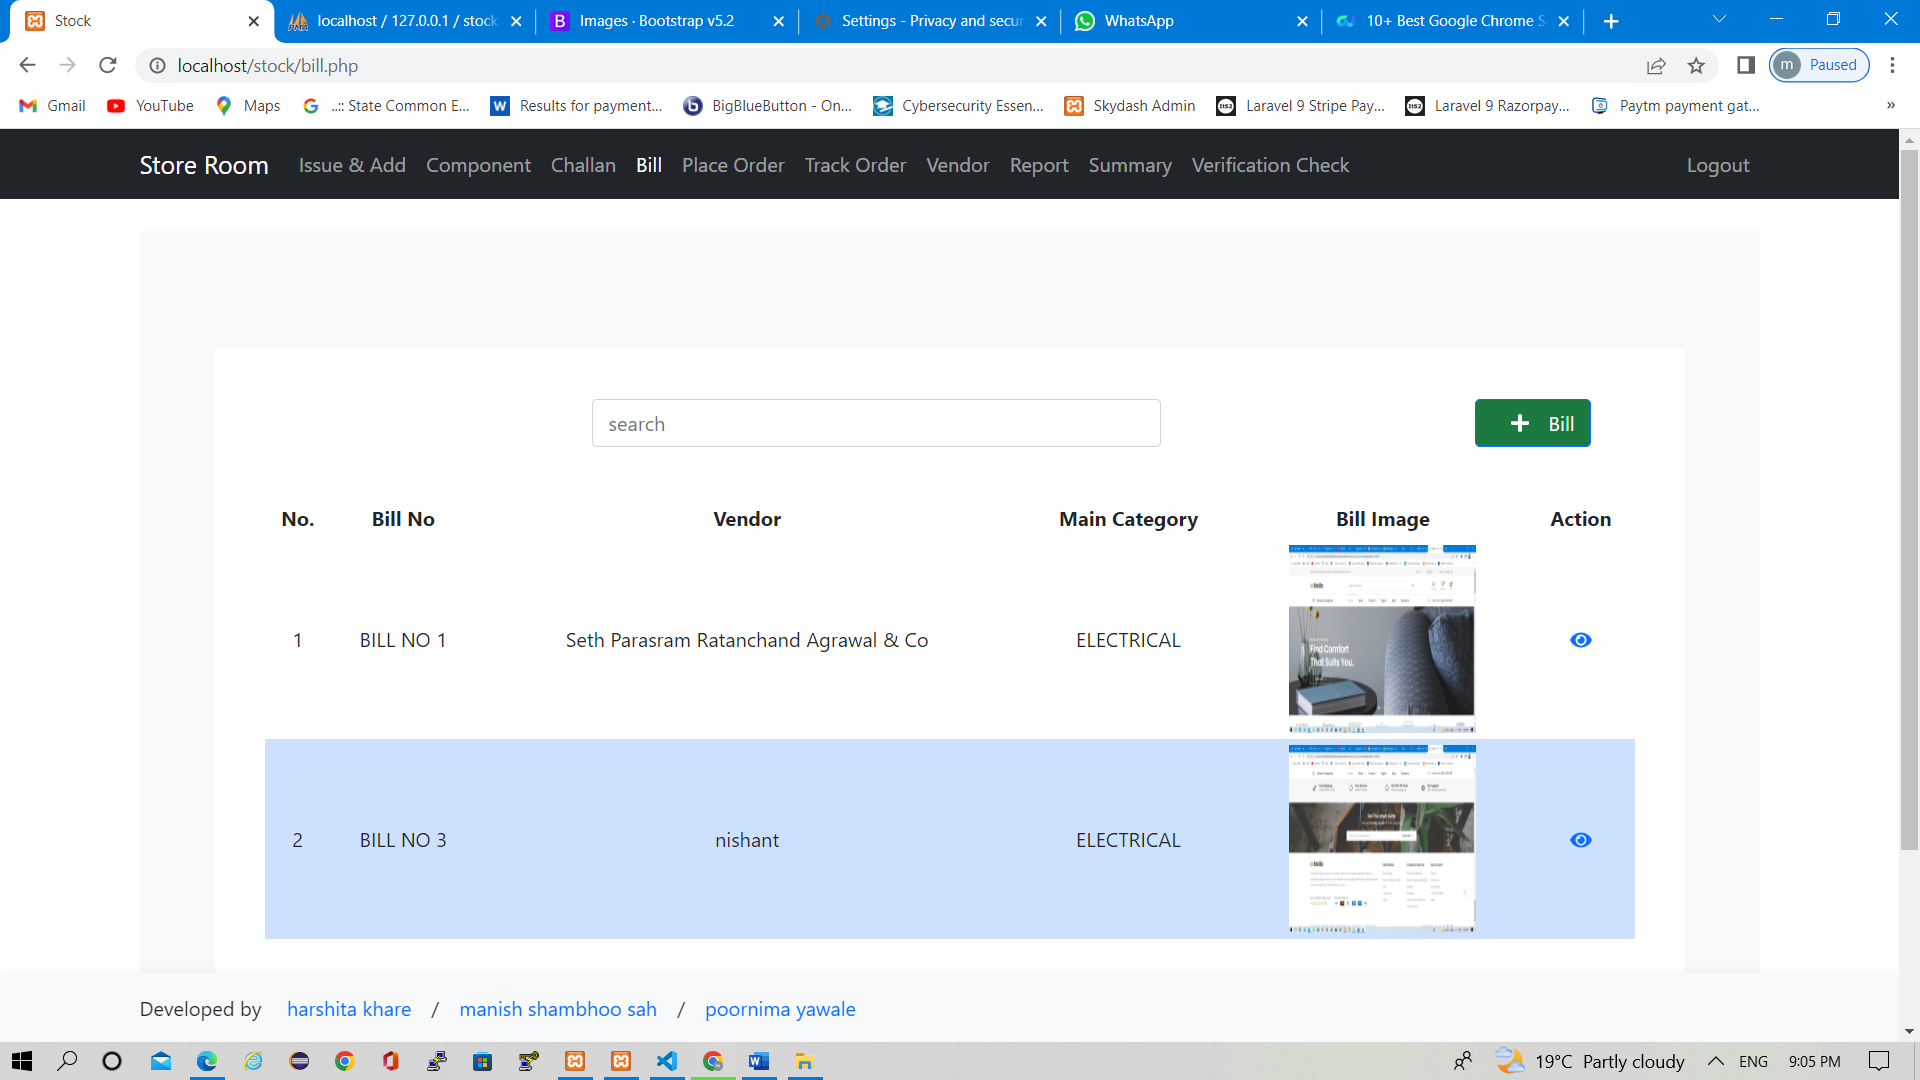 Stock
localhost / 127.0.0.1 / stock
Images · Bootstrap v5.2
Settings - Privacy and secur
WhatsApp
10+ Best Google Chrome S
localhost/stock/bill.php
m Paused
Gmail
YouTube
Maps
..:: State Common E...
Results for payment...
BigBlueButton - On...
Cybersecurity Essen...
Skydash Admin
Laravel 9 Stripe Pay...
Laravel 9 Razorpay...
Paytm payment gat...
»
Store Room Issue & Add Component Challan Bill Place Order Track Order Vendor Report Summary Verification Check Logout
search
+ Bill
No. Bill No Vendor Main Category Bill Image Action
1 BILL NO 1 Seth Parasram Ratanchand Agrawal & Co ELECTRICAL
Find Comfort
That Suits You.
2 BILL NO 3 nishant ELECTRICAL
Developed by harshita khare / manish shambhoo sah / poornima yawale
19°C Partly cloudy ENG 9:05 PM